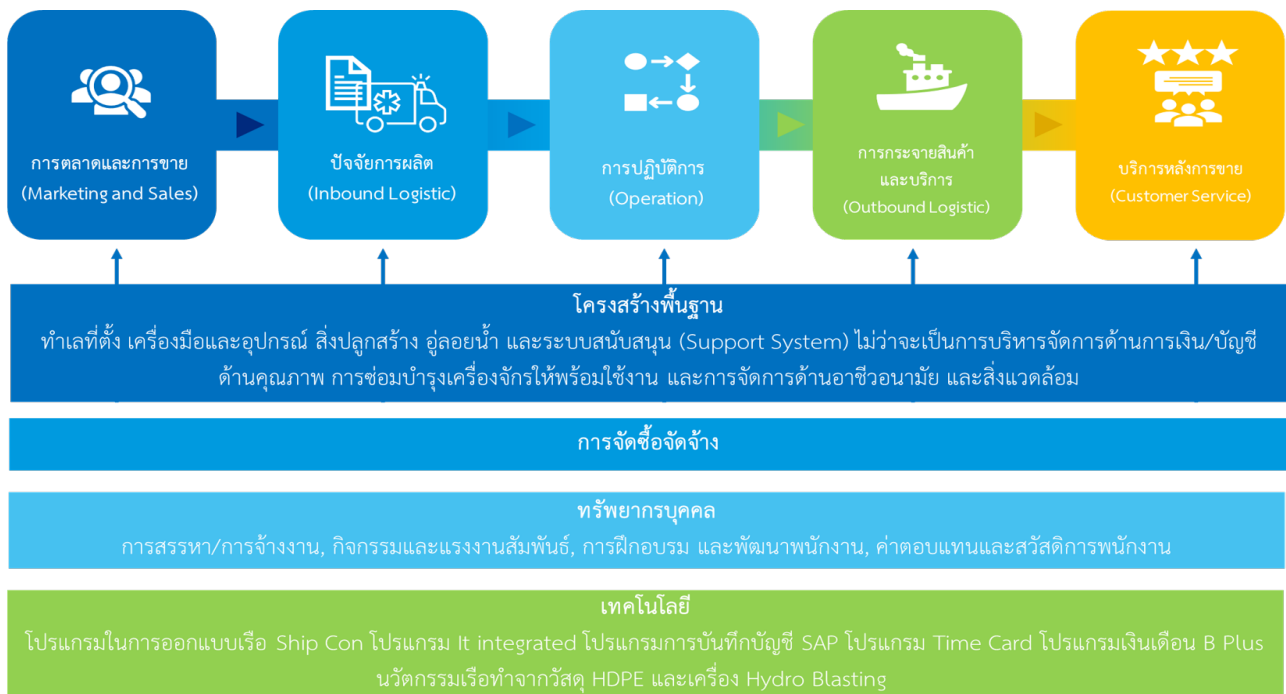 การตลาดและการขาย
(Marketing and Sales)
ปัจจัยการผลิต
(Inbound Logistic)
การปฏิบัติการ
(Operation)
การกระจายสินค้า
และบริการ
(Outbound Logistic)
บริการหลังการขาย
(Customer Service)
โครงสร้างพื้นฐาน
ทำเลที่ตั้ง เครื่องมือและอุปกรณ์ สิ่งปลูกสร้าง อู่ลอยน้ำ และระบบสนับสนุน (Support System) ไม่ว่าจะเป็นการบริหารจัดการด้านการเงิน/บัญชี
ด้านคุณภาพ การซ่อมบำรุงเครื่องจักรให้พร้อมใช้งาน และการจัดการด้านอาชีวอนามัย และสิ่งแวดล้อม
การจัดซื้อจัดจ้าง
ทรัพยากรบุคคล
การสรรหา/การจ้างงาน, กิจกรรมและแรงงานสัมพันธ์, การฝึกอบรม และพัฒนาพนักงาน, ค่าตอบแทนและสวัสดิการพนักงาน
เทคโนโลยี
โปรแกรมในการออกแบบเรือ Ship Con โปรแกรม It integrated โปรแกรมการบันทึกบัญชี SAP โปรแกรม Time Card โปรแกรมเงินเดือน B Plus
นวัตกรรมเรือทำจากวัสดุ HDPE และเครื่อง Hydro Blasting